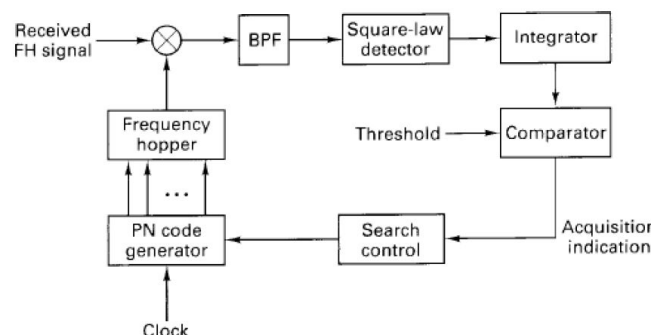 Received
FH signal
BPF
Square-law
detector
Integrator
Frequency
hopper
Threshold
Comparator
...
PN code
generator
Search
control
Acquisition
indication
Clock